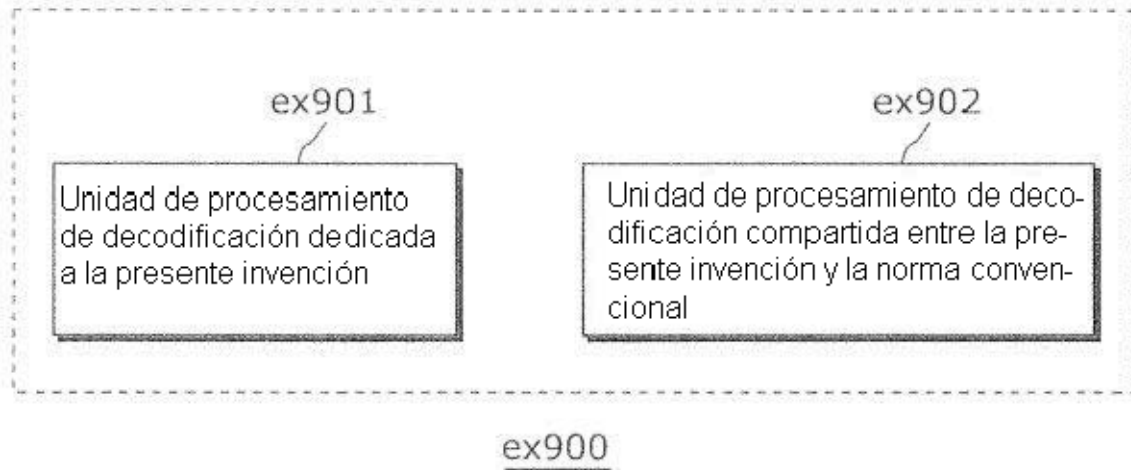 ex901
ex902
Unidad de procesamiento
de decodificación dedicada
a la presente invención
Unidad de procesamiento de deco-
dificación compartida entre la pre-
sente invención y la norma conven-
cional
ex900